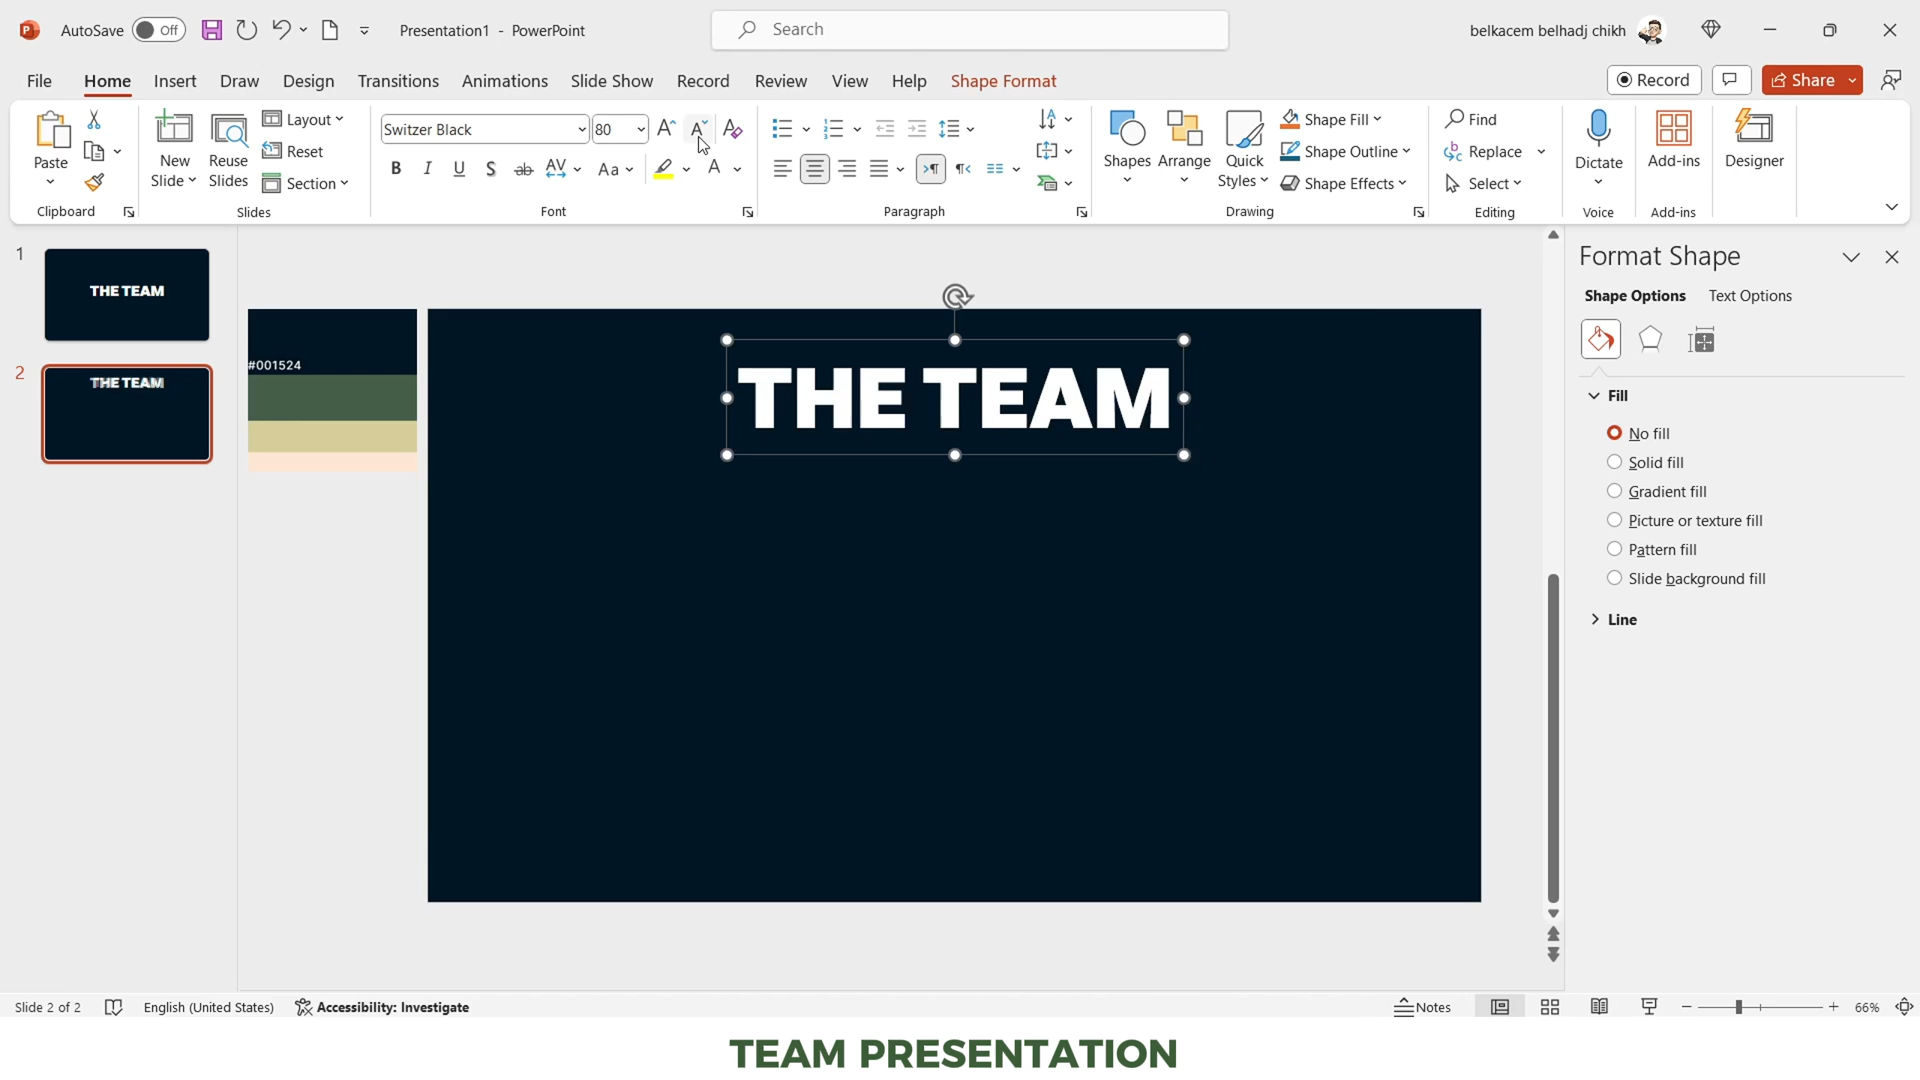 AutoSave Off Presentation1 - PowerPoint Search belkacem belhadj chikh
File Home Insert Draw Design Transitions Animations Slide Show Record Review View Help Shape Format Record Share
Paste
New Slide
Reuse Slides
Layout
Reset
Section
Switzer Black 80
B I U S ab AV Aa A
Shapes
Arrange
Quick Styles
Shape Fill
Shape Outline
Shape Effects
Find
Replace
Select
Dictate
Add-ins
Designer
Clipboard Slides Font Paragraph Drawing Editing Voice Add-ins
1
THE TEAM
2
THE TEAM
#001524
THE TEAM
Format Shape
Shape Options Text Options
Fill
No fill
Solid fill
Gradient fill
Picture or texture fill
Pattern fill
Slide background fill
Line
Slide 2 of 2 English (United States) Accessibility: Investigate Notes 66%
TEAM PRESENTATION